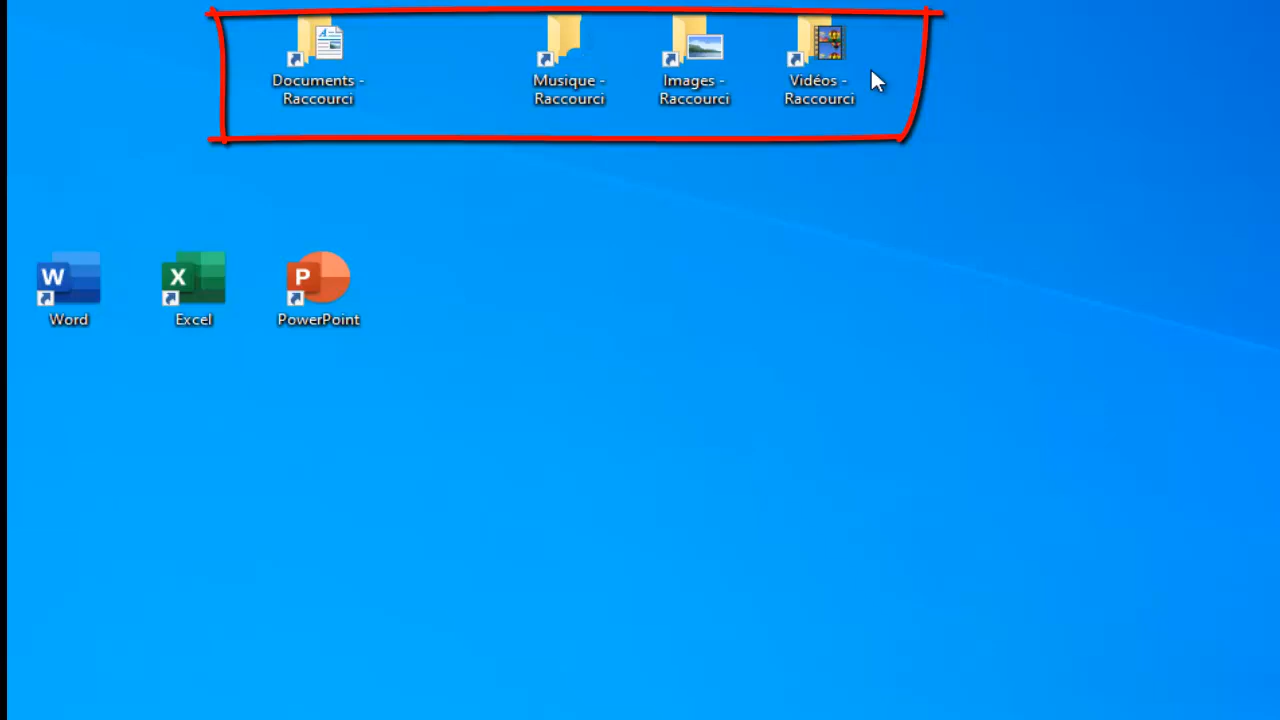 Documents -
Raccourci
Musique -
Raccourci
Images -
Raccourci
Vidéos -
Raccourci
W
Word
X
Excel
P
PowerPoint